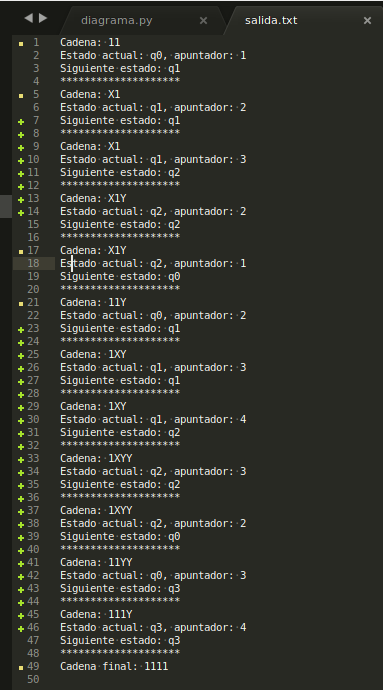 diagrama.py × salida.txt ×
1 Cadena: 11
2 Estado actual: q0, apuntador: 1
3 Siguiente estado: q1
4 ********************
5 Cadena: X1
6 Estado actual: q1, apuntador: 2
7 Siguiente estado: q1
8 ********************
9 Cadena: X1
10 Estado actual: q1, apuntador: 3
11 Siguiente estado: q2
12 ********************
13 Cadena: X1Y
14 Estado actual: q2, apuntador: 2
15 Siguiente estado: q2
16 ********************
17 Cadena: X1Y
18 Estado actual: q2, apuntador: 1
19 Siguiente estado: q0
20 ********************
21 Cadena: 11Y
22 Estado actual: q0, apuntador: 2
23 Siguiente estado: q1
24 ********************
25 Cadena: 1XY
26 Estado actual: q1, apuntador: 3
27 Siguiente estado: q1
28 ********************
29 Cadena: 1XY
30 Estado actual: q1, apuntador: 4
31 Siguiente estado: q2
32 ********************
33 Cadena: 1XYY
34 Estado actual: q2, apuntador: 3
35 Siguiente estado: q2
36 ********************
37 Cadena: 1XYY
38 Estado actual: q2, apuntador: 2
39 Siguiente estado: q0
40 ********************
41 Cadena: 11YY
42 Estado actual: q0, apuntador: 3
43 Siguiente estado: q3
44 ********************
45 Cadena: 111Y
46 Estado actual: q3, apuntador: 4
47 Siguiente estado: q3
48 ********************
49 Cadena final: 1111
50